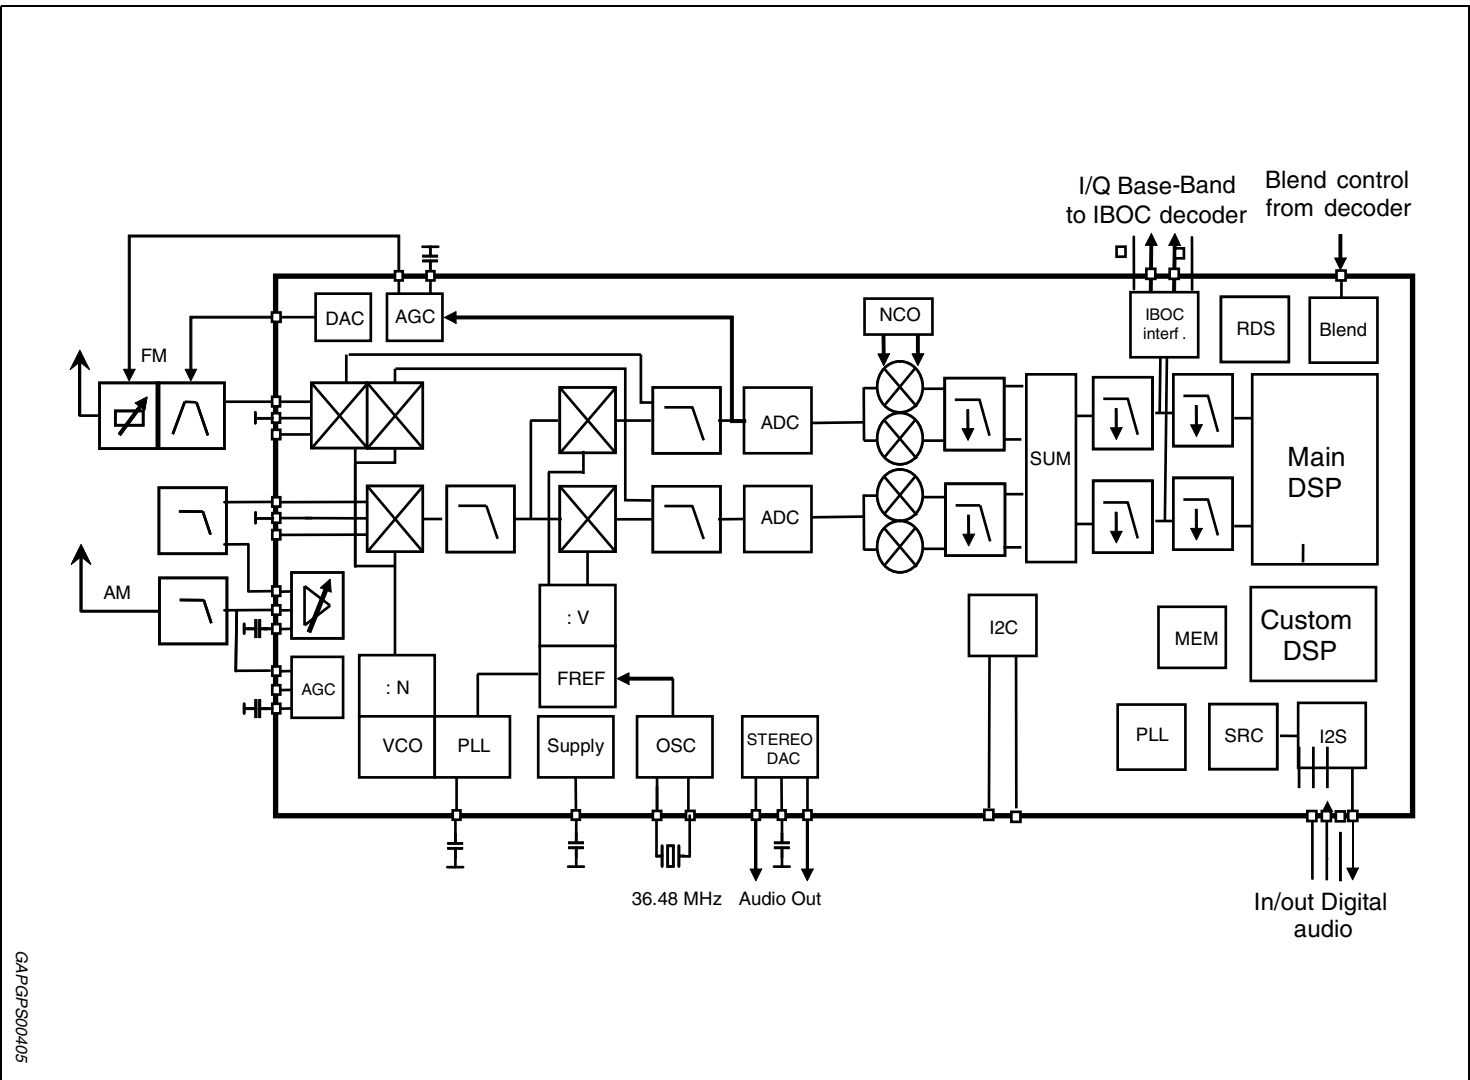 I/Q Base-Band
to IBOC decoder
Blend control
from decoder
DAC
AGC
NCO
IBOC
interf .
RDS
Blend
FM
ADC
SUM
Main
DSP
ADC
AM
: V
I2C
MEM
Custom
DSP
AGC
: N
FREF
VCO
PLL
Supply
OSC
STEREO
DAC
PLL
SRC
I2S
36.48 MHz
Audio Out
In/out Digital
audio
GAPGPS00405